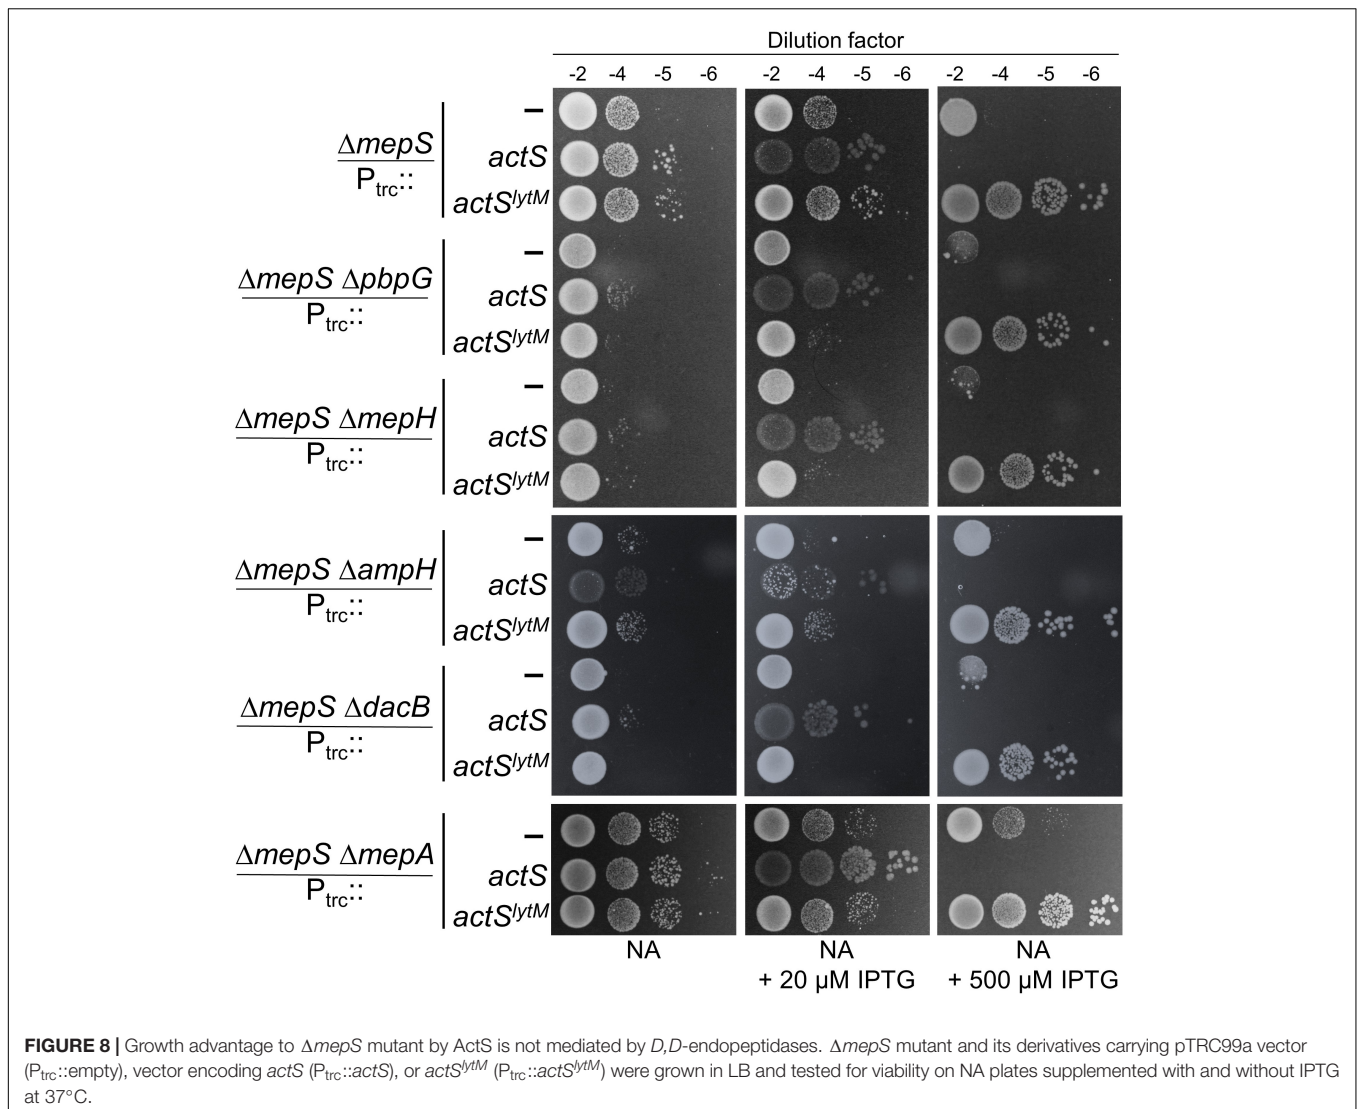 Dilution factor
-2 -4 -5 -6 -2 -4 -5 -6 -2 -4 -5 -6
ΔmepS
Ptrc::
–
actS
actSlytM
ΔmepS ΔpbpG
Ptrc::
–
actS
actSlytM
ΔmepS ΔmepH
Ptrc::
–
actS
actSlytM
ΔmepS ΔampH
Ptrc::
–
actS
actSlytM
ΔmepS ΔdacB
Ptrc::
–
actS
actSlytM
ΔmepS ΔmepA
Ptrc::
–
actS
actSlytM
NA
NA
+ 20 µM IPTG
NA
+ 500 µM IPTG
FIGURE 8 | Growth advantage to ΔmepS mutant by ActS is not mediated by D,D-endopeptidases. ΔmepS mutant and its derivatives carrying pTRC99a vector
(Ptrc::empty), vector encoding actS (Ptrc::actS), or actSlytM (Ptrc::actSlytM) were grown in LB and tested for viability on NA plates supplemented with and without IPTG
at 37°C.